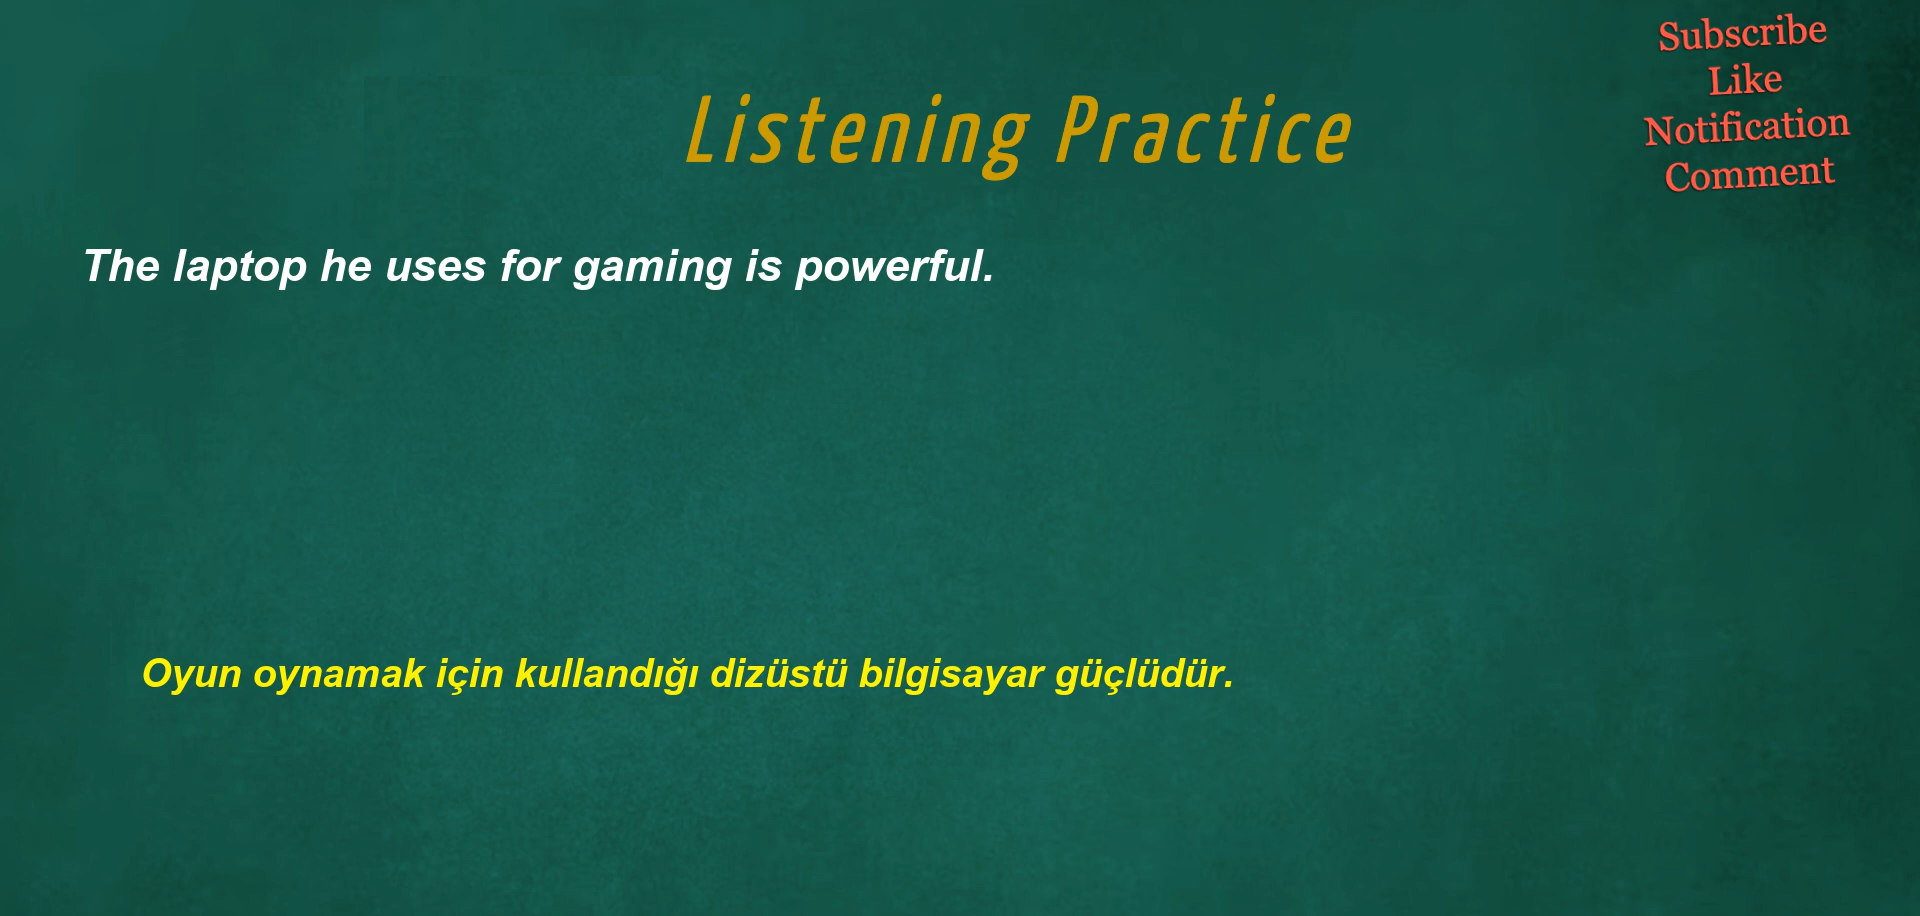 Subscribe
Like
Notification
Comment
Listening Practice
The laptop he uses for gaming is powerful.
Oyun oynamak için kullandığı dizüstü bilgisayar güçlüdür.